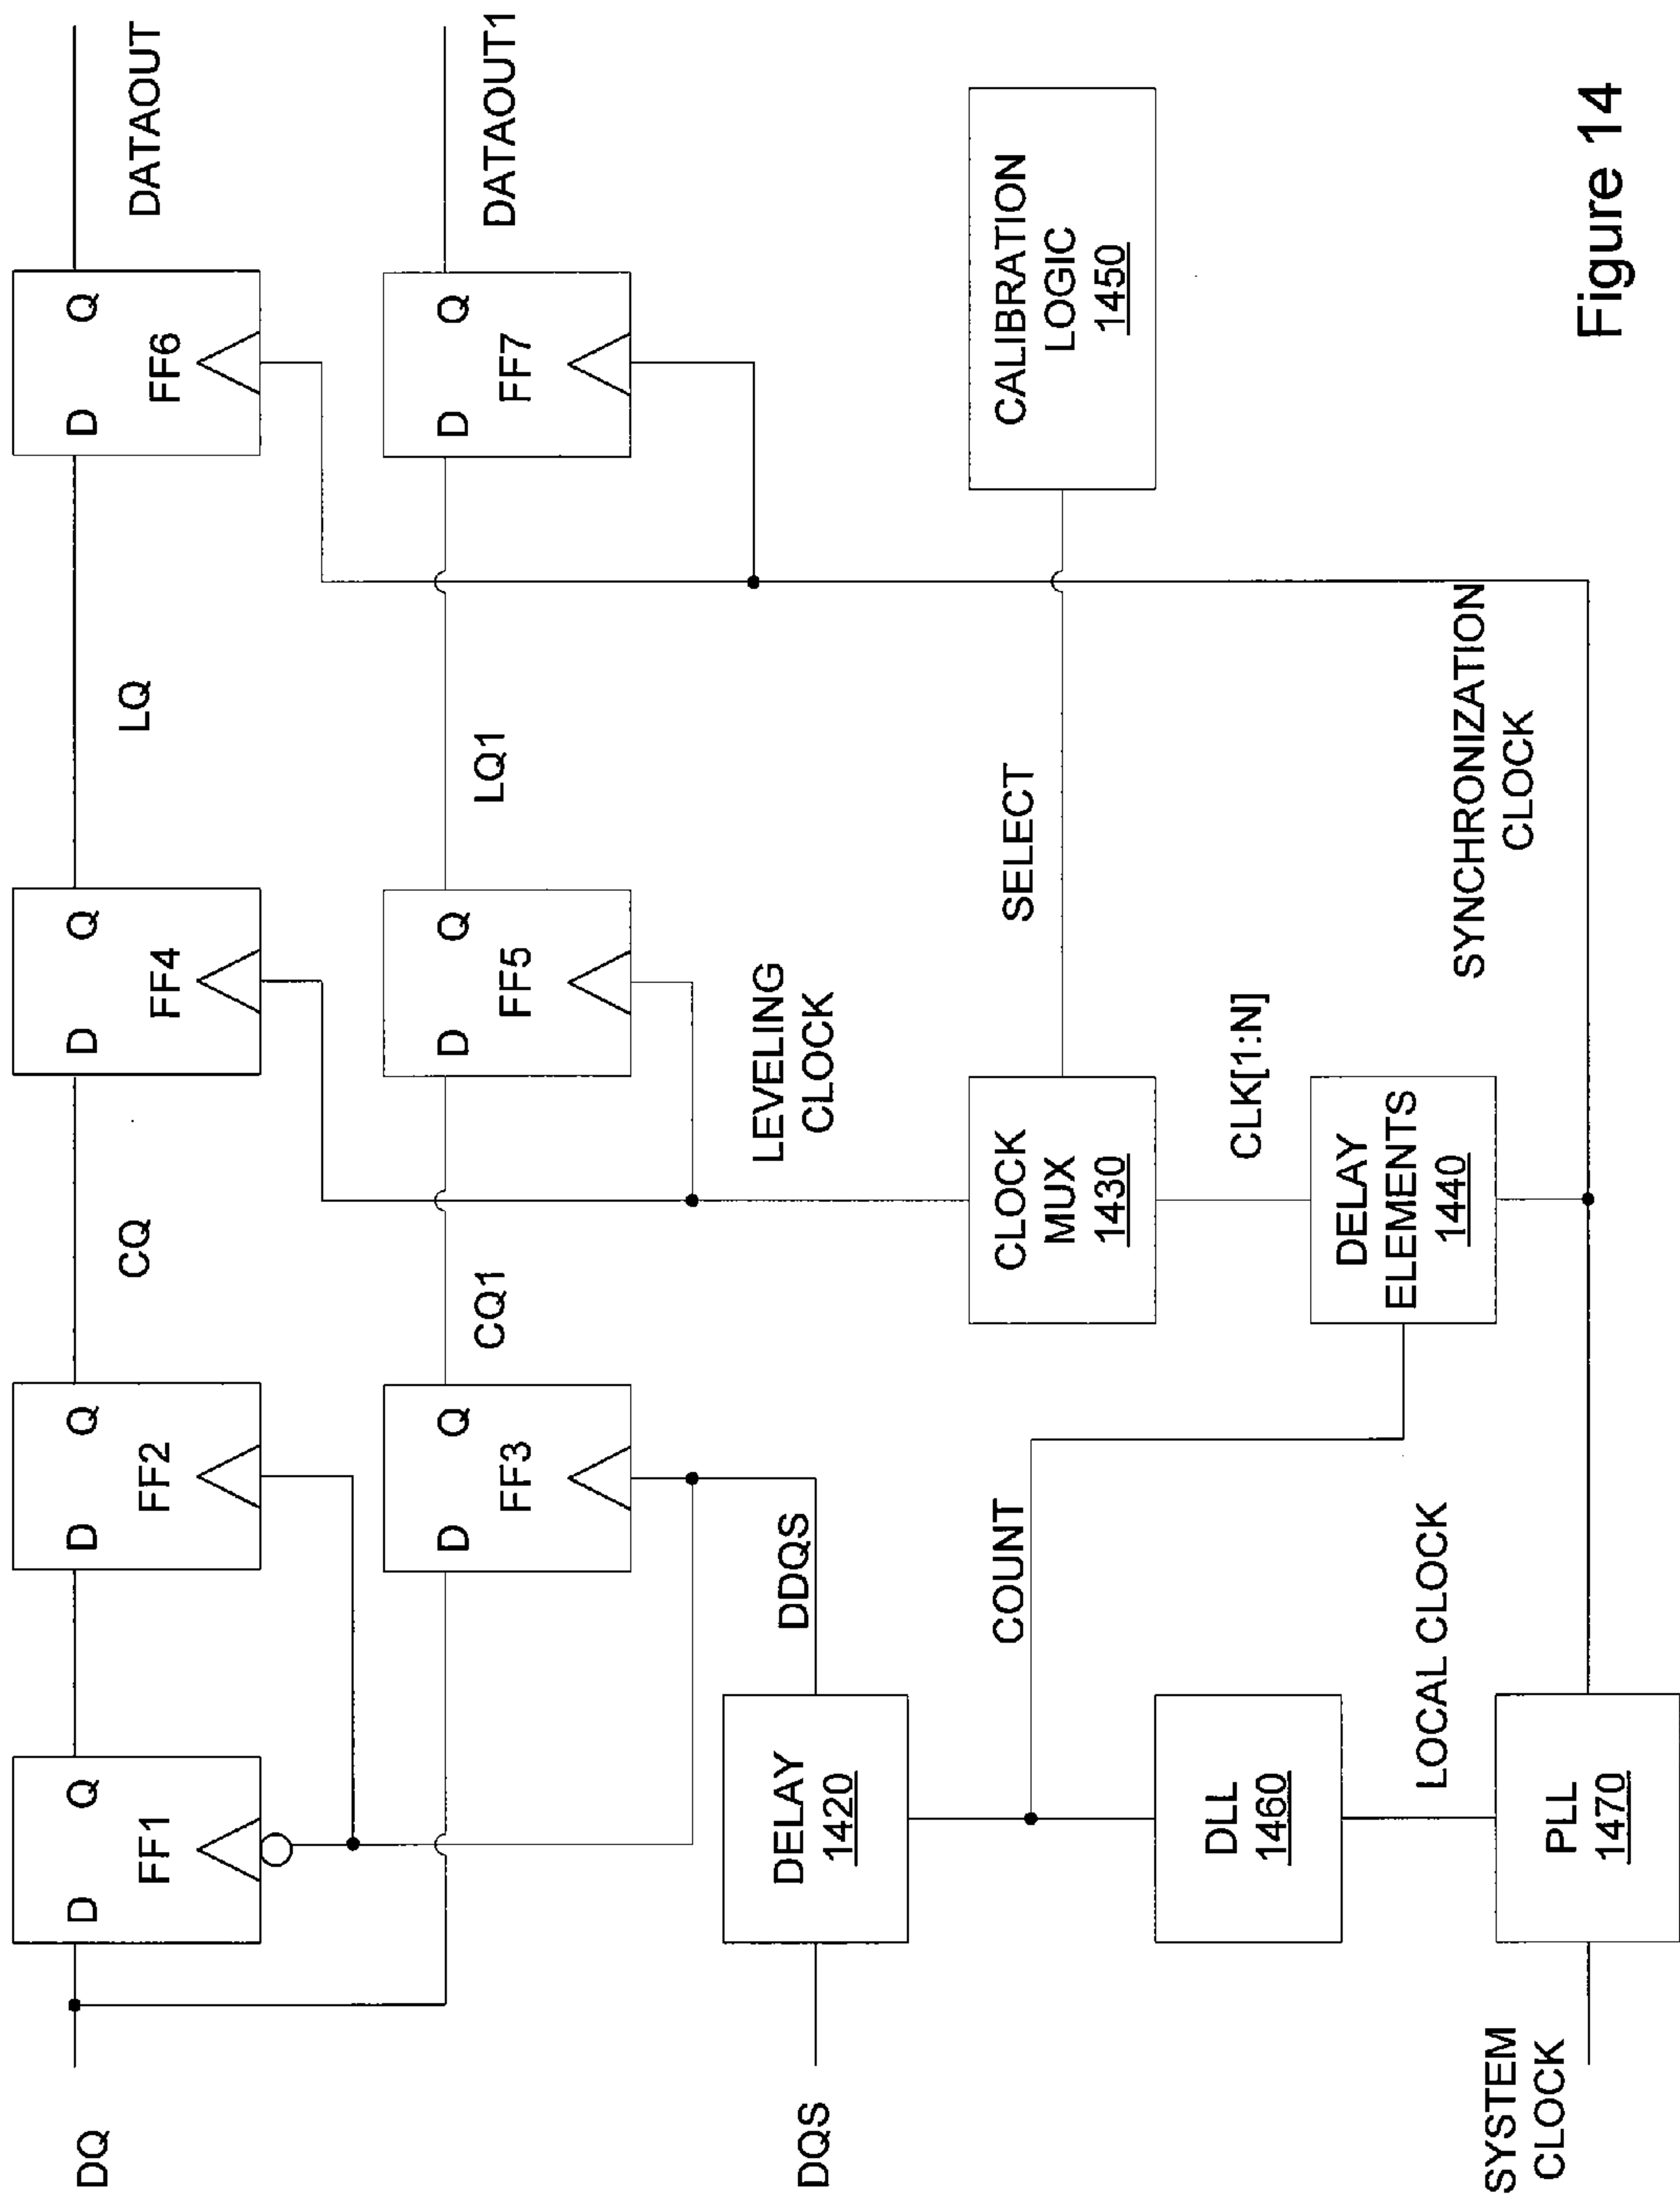 DQ
D Q
FF1
D Q
FF2
CQ
D Q
FF4
LQ
D Q
FF6
DATAOUT
D Q
FF3
CQ1
D Q
FF5
LQ1
D Q
FF7
DATAOUT1
DQS
DELAY
1420
DDQS
LEVELING
CLOCK
COUNT
CLOCK
MUX
1430
SELECT
CALIBRATION
LOGIC
1450
DLL
1460
CLK[1:N]
LOCAL CLOCK
DELAY
ELEMENTS
1440
SYNCHRONIZATION
CLOCK
SYSTEM
CLOCK
PLL
1470
Figure 14